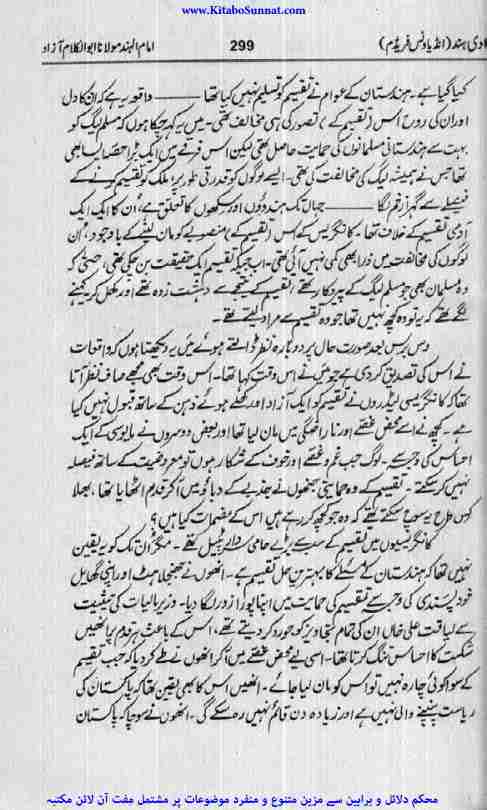 www.KitaboSunnat.com
امام الہند مولانا ابوالکلام آزاد 299 آزادی ہند (انڈیا ونس فریڈم)
کیا گیا ہے۔ ہندستان کے عوام نے تقسیم کو تسلیم نہیں کیا تھا ——— واقعہ یہ ہے کہ ان کا دل
اور ان کی روح اس (تقسیم کے) تصور کی ہی مخالف تھی۔ میں یہ کہہ چکا ہوں کہ مسلم لیگ کو
بہت سے ہندستانی مسلمانوں کی حمایت حاصل تھی لیکن اس فرقے میں ایک بڑا حصہ ایسا بھی
تھا جس نے ہمیشہ لیگ کی مخالفت کی تھی۔ ایسے لوگوں کو قدرتی طور پر، ملک کو تقسیم کرنے کے
فیصلے سے گہرا زخم لگا ——— جہاں تک ہندوؤں اور سکھوں کا تعلق ہے، ان کا ایک ایک
آدمی تقسیم کے خلاف تھا۔ کانگریس کے اس (تقسیم کے) منصوبے کو مان لینے کے باوجود، ان
لوگوں کی مخالفت میں ذرا بھی کمی نہیں آئی تھی۔ اب جبکہ تقسیم ایک حقیقت بن چکی تھی، حتیٰ کہ
وہ مسلمان بھی جو مسلم لیگ کے پیروکار تھے، تقسیم کے نتیجے سے دہشت زدہ تھے اور کھل کر یہ کہنے
لگے تھے کہ یہ تو وہ کچھ نہیں تھا جو وہ تقسیم سے مراد لیتے تھے۔
دس برس بعد صورت حال پر دوبارہ نظر ڈالتے ہوئے میں یہ دیکھتا ہوں کہ واقعات
نے اس کی تصدیق کر دی ہے جو میں نے اس وقت کہا تھا۔ اس وقت بھی مجھے صاف نظر آتا
تھا کہ کانگریسی لیڈروں نے تقسیم کو ایک آزاد اور کھلے ہوئے ذہن کے ساتھ قبول نہیں کیا
ہے۔ کچھ نے اسے محض غصے اور ناراضگی میں مان لیا تھا اور بعض دوسروں نے مایوسی کے ایک
احساس کی وجہ سے۔ لوگ جب غم و غصے اور خوف کے شکار ہوں تو معروضیت کے ساتھ فیصلہ
نہیں کر سکتے۔ تقسیم کے وہ حمایتی جنھوں نے جذبے کے دباؤ میں آ کر قدم اٹھایا تھا، بھلا
کس طرح یہ سوچ سکتے تھے کہ وہ جو کچھ کر رہے ہیں اس کے مضمرات کیا ہیں؟
کانگریسیوں میں تقسیم کے سب سے بڑے حامی سردار پٹیل تھے۔ مگر ان تک کو یہ یقین
نہیں تھا کہ ہندستان کے مسئلے کا بہترین حل تقسیم ہے۔ انھوں نے جھنجھلاہٹ اور اپنی گھایل
خود پسندی کی وجہ سے تقسیم کی حمایت میں اپنا پورا زور لگا دیا۔ وزیر مالیات کی حیثیت
سے لیاقت علی خاں ان کی تمام تجاویز کو جو رد کر دیتے تھے، اس کے باعث ہر قدم پر انھیں
شکست کا احساس تنگ کرتا تھا۔ اسی لیے محض غصے میں آ کر انھوں نے طے کر دیا کہ جب تقسیم
کے سوا کوئی چارہ نہیں تو اس کو مان لیا جائے۔ انھیں اس کا بھی یقین تھا کہ پاکستان کی
ریاست پنپنے والی نہیں ہے اور زیادہ دن قائم نہیں رہ سکے گی۔ انھوں نے سوچا کہ پاکستان
محکم دلائل و براہین سے مزین متنوع و منفرد موضوعات پر مشتمل مفت آن لائن مکتبہ